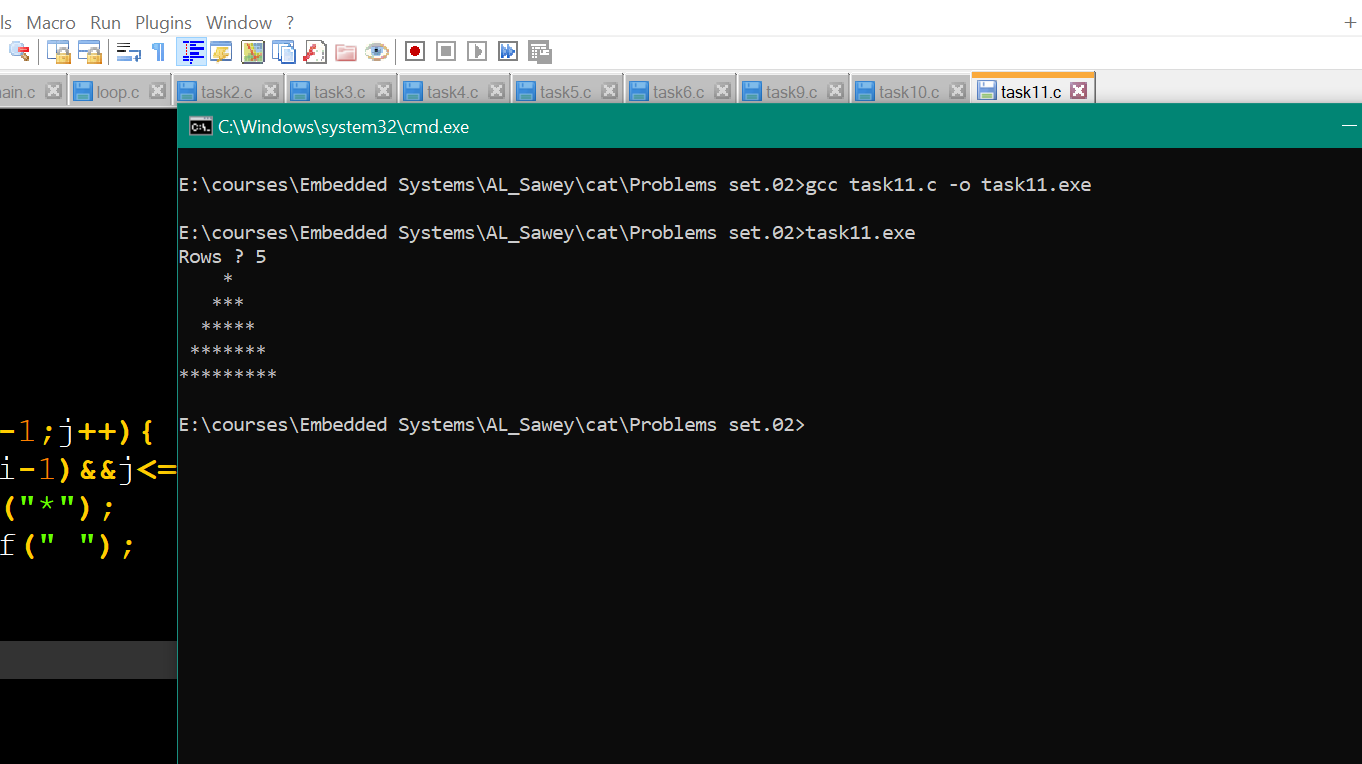 ls Macro Run Plugins Window ? +
ain.c loop.c task2.c task3.c task4.c task5.c task6.c task9.c task10.c task11.c
C:\Windows\system32\cmd.exe
E:\courses\Embedded Systems\AL_Sawey\cat\Problems set.02>gcc task11.c -o task11.exe
E:\courses\Embedded Systems\AL_Sawey\cat\Problems set.02>task11.exe
Rows ? 5
    *
   ***
  *****
 *******
*********
E:\courses\Embedded Systems\AL_Sawey\cat\Problems set.02>
-1;j++){
i-1)&&j<=
("*");
f(" ");